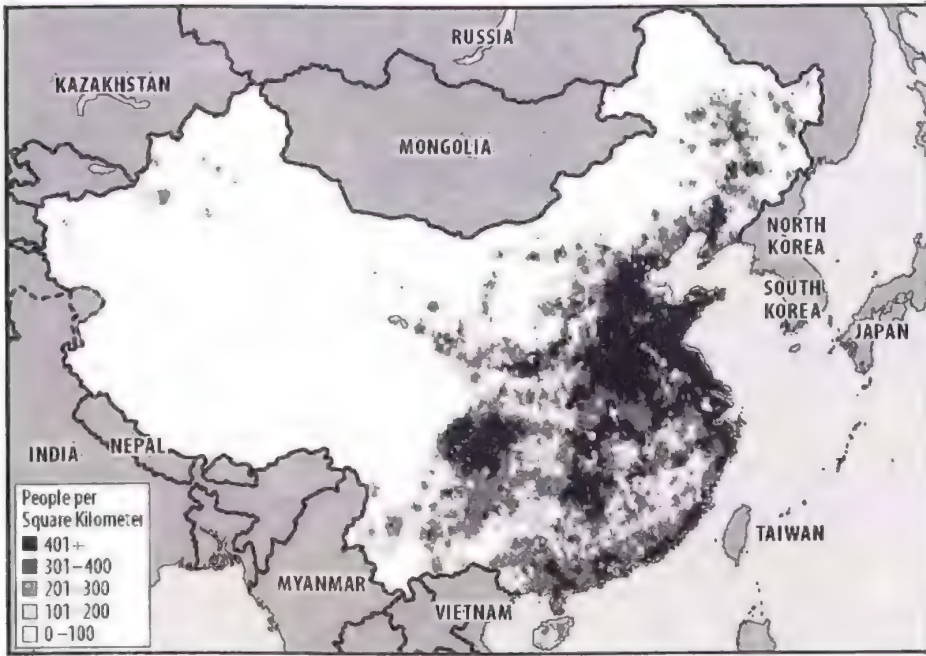 RUSSIA
KAZAKHSTAN
MONGOLIA
NORTH
KOREA
SOUTH
KOREA
JAPAN
INDIA
NEPAL
People per
Square Kilometer
401+
301–400
201–300
101–200
0–100
TAIWAN
MYANMAR
VIETNAM